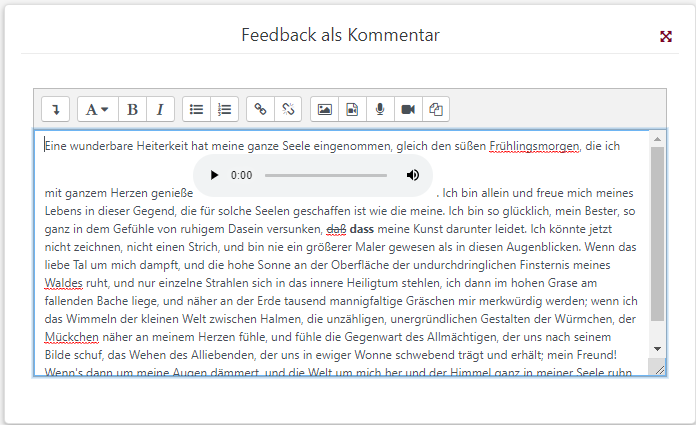 Feedback als Kommentar
A B I
Eine wunderbare Heiterkeit hat meine ganze Seele eingenommen, gleich den süßen Frühlingsmorgen, die ich
mit ganzem Herzen genieße 0:00 . Ich bin allein und freue mich meines
Lebens in dieser Gegend, die für solche Seelen geschaffen ist wie die meine. Ich bin so glücklich, mein Bester, so
ganz in dem Gefühle von ruhigem Dasein versunken, daß dass meine Kunst darunter leidet. Ich könnte jetzt
nicht zeichnen, nicht einen Strich, und bin nie ein größerer Maler gewesen als in diesen Augenblicken. Wenn das
liebe Tal um mich dampft, und die hohe Sonne an der Oberfläche der undurchdringlichen Finsternis meines
Waldes ruht, und nur einzelne Strahlen sich in das innere Heiligtum stehlen, ich dann im hohen Grase am
fallenden Bache liege, und näher an der Erde tausend mannigfaltige Gräschen mir merkwürdig werden; wenn ich
das Wimmeln der kleinen Welt zwischen Halmen, die unzähligen, unergründlichen Gestalten der Würmchen, der
Mückchen näher an meinem Herzen fühle, und fühle die Gegenwart des Allmächtigen, der uns nach seinem
Bilde schuf, das Wehen des Alliebenden, der uns in ewiger Wonne schwebend trägt und erhält; mein Freund!
Wenn's dann um meine Augen dämmert, und die Welt um mich her und der Himmel ganz in meiner Seele ruhn